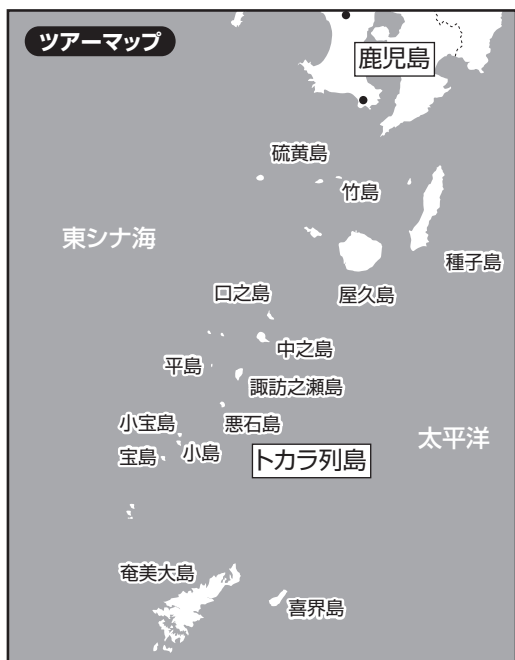 ツアーマップ
鹿児島
硫黄島
竹島
東シナ海
種子島
屋久島
口之島
中之島
平島
諏訪之瀬島
小宝島
悪石島
太平洋
宝島
小島
トカラ列島
奄美大島
喜界島